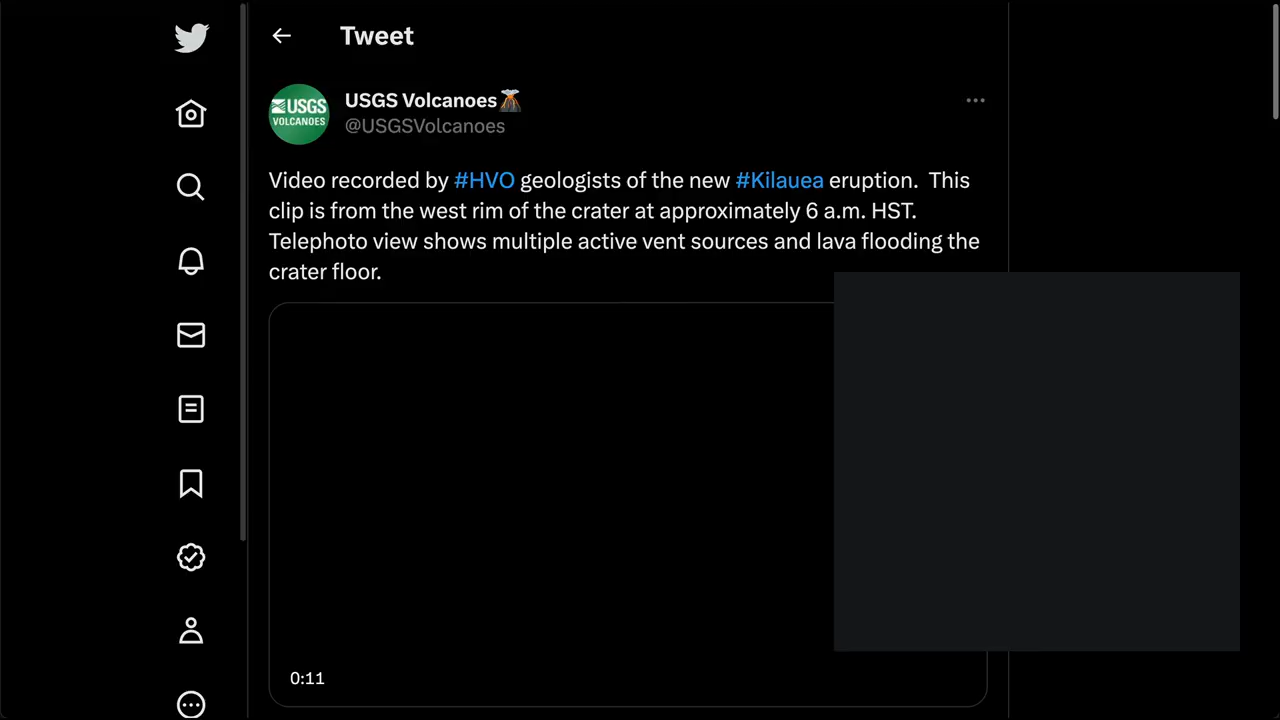 Tweet
USGS
VOLCANOES
USGS Volcanoes🌋
@USGSVolcanoes
Video recorded by #HVO geologists of the new #Kilauea eruption.  This
clip is from the west rim of the crater at approximately 6 a.m. HST.
Telephoto view shows multiple active vent sources and lava flooding the
crater floor.
0:11